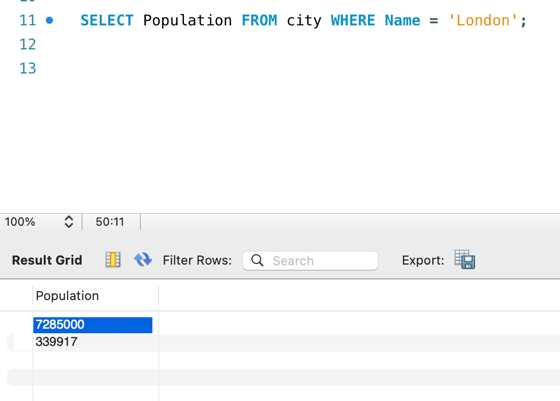 11 SELECT Population FROM city WHERE Name = 'London';
12
13
100% 50:11
Result Grid Filter Rows: Search Export:
Population
7285000
339917